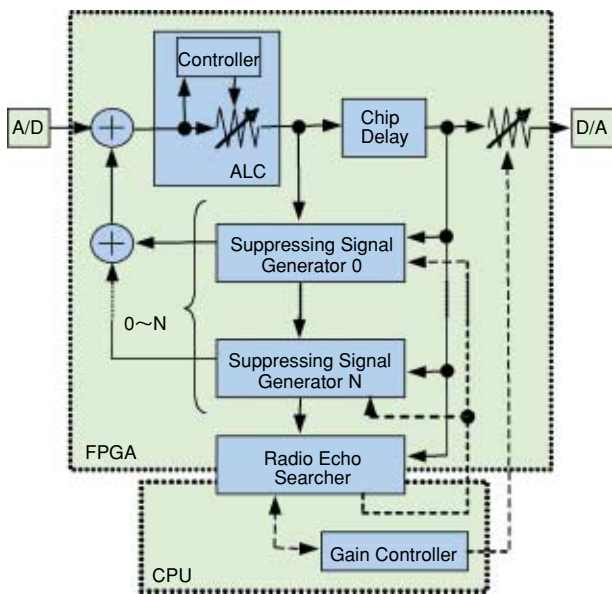 Controller
A/D
Chip
Delay
D/A
ALC
Suppressing Signal
Generator 0
0～N
Suppressing Signal
Generator N
FPGA
Radio Echo
Searcher
Gain Controller
CPU